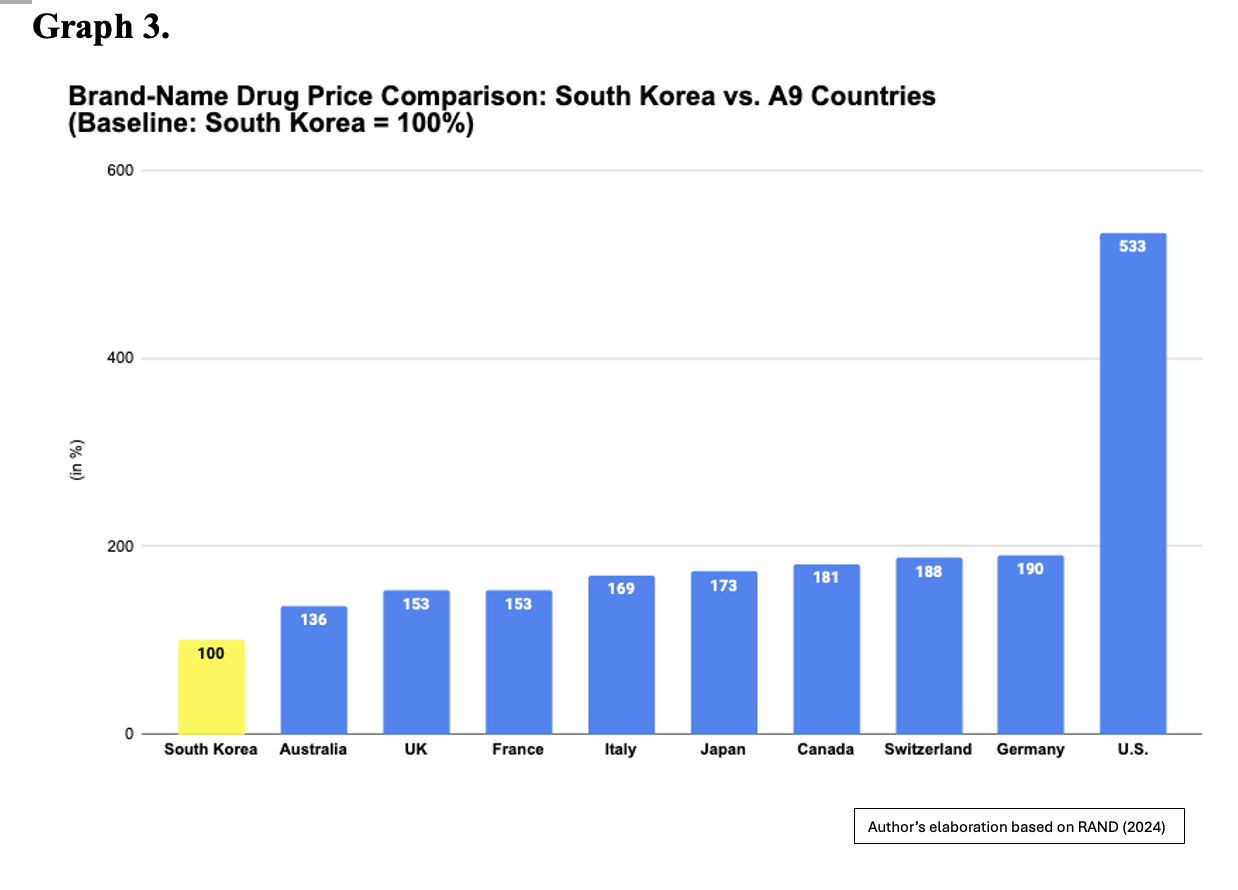 Graph 3.
Brand-Name Drug Price Comparison: South Korea vs. A9 Countries
(Baseline: South Korea = 100%)
600
400
200
0
(in %)
100
136
153
153
169
173
181
188
190
533
South Korea
Australia
UK
France
Italy
Japan
Canada
Switzerland
Germany
U.S.
Author’s elaboration based on RAND (2024)